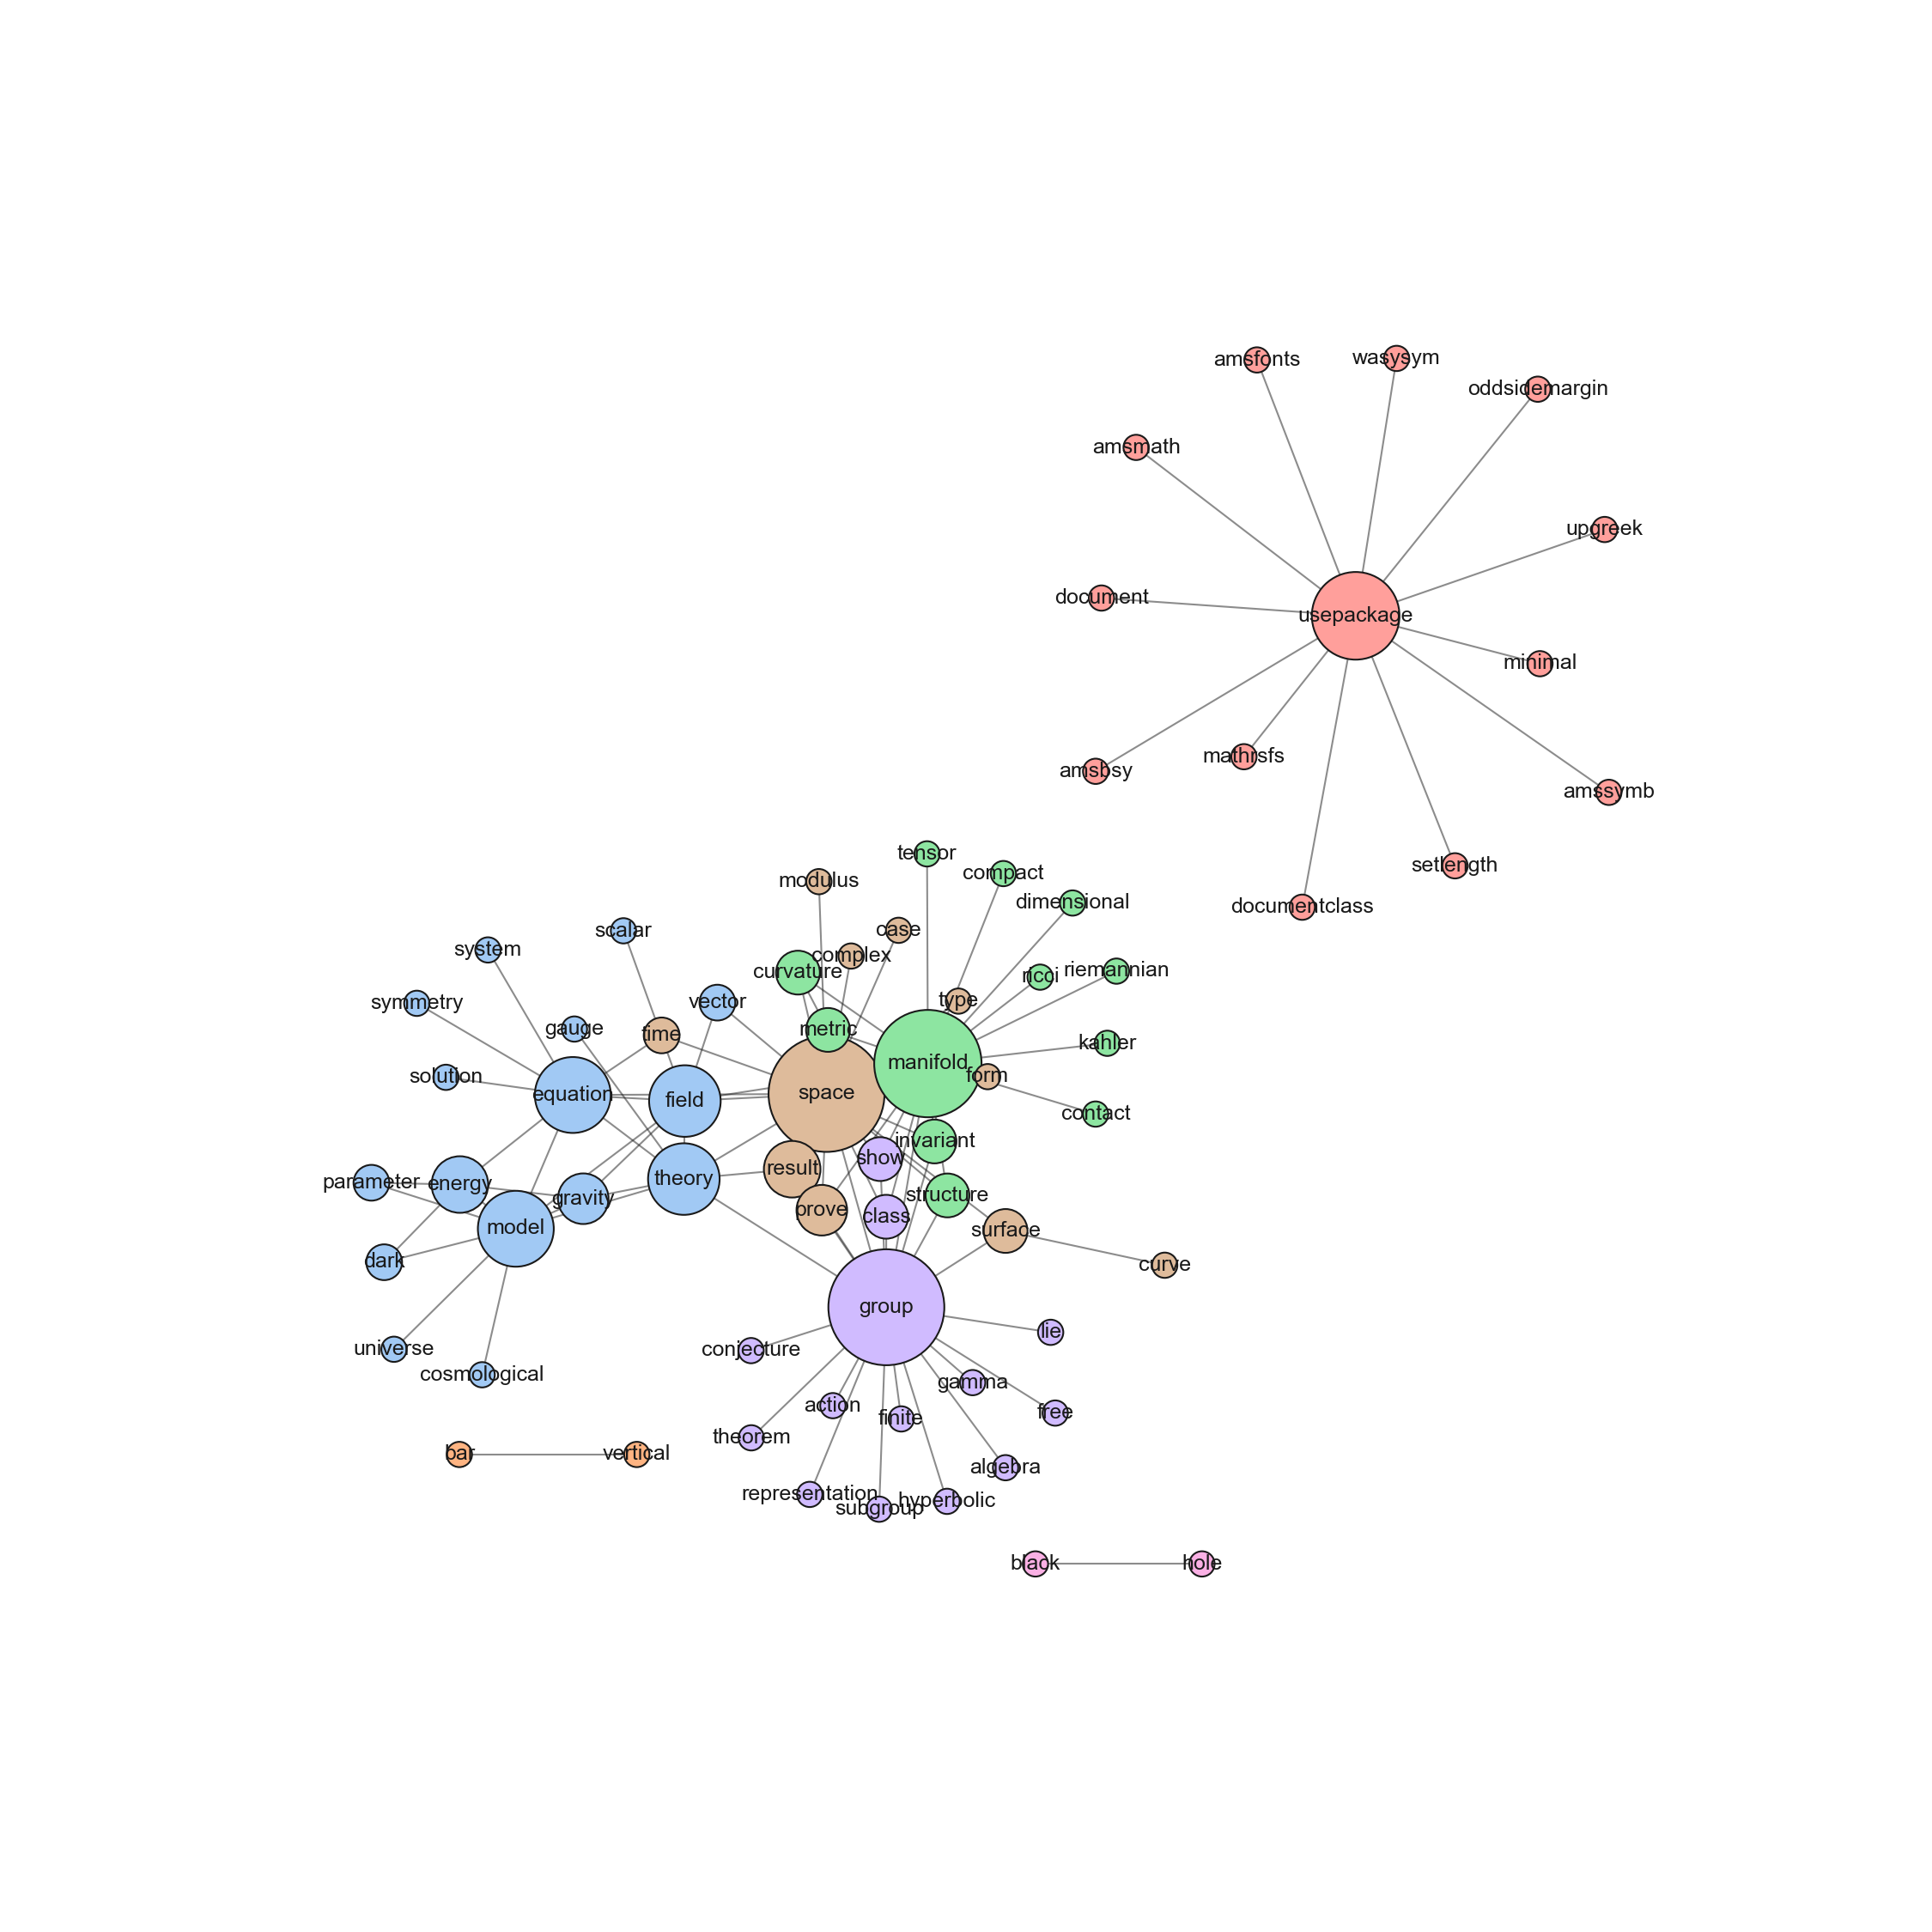 amsfonts
wasysym
oddsidemargin
amsmath
upgreek
document
usepackage
minimal
amsbsy
mathrsfs
amssymb
setlength
documentclass
tensor
compact
modulus
dimensional
scalar
case
system
complex
curvature
ricci
riemannian
symmetry
vector
type
gauge
time
metric
kahler
manifold
solution
form
equation
field
space
contact
invariant
show
result
parameter
energy
gravity
theory
structure
prove
class
model
surface
dark
curve
group
lie
universe
conjecture
cosmological
gamma
action
finite
free
theorem
bar
vertical
algebra
representation
subgroup
hyperbolic
black
hole